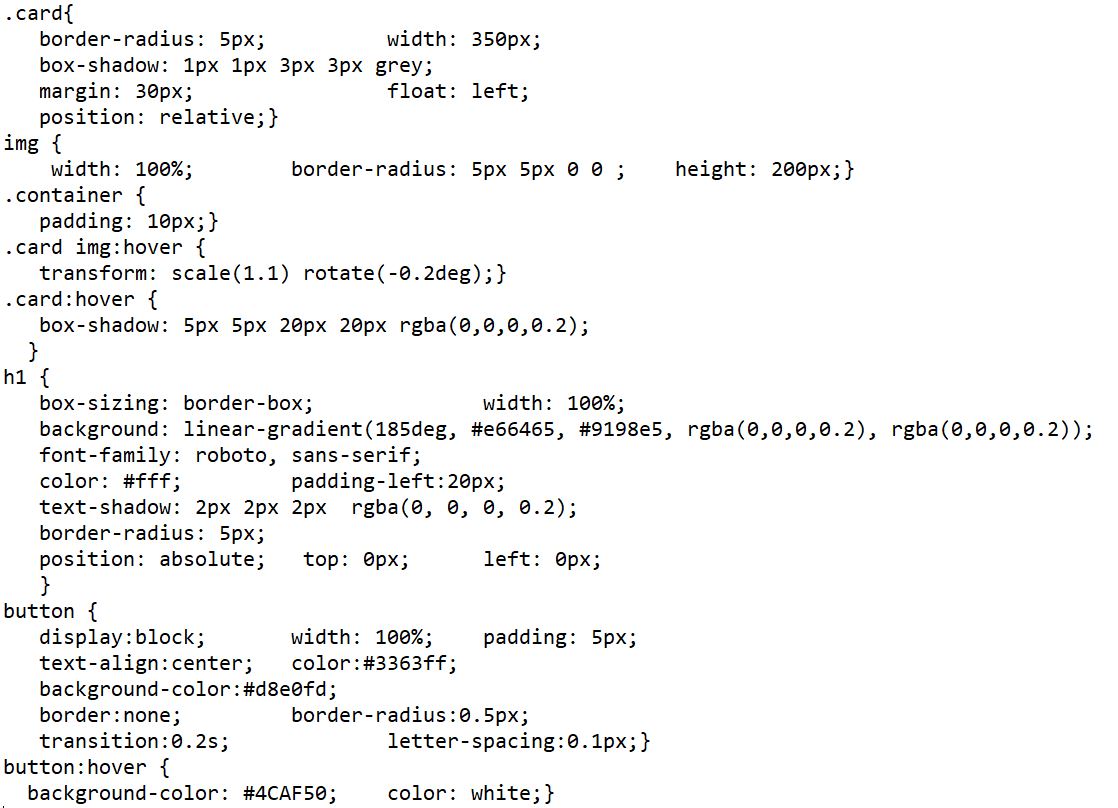 .card{
   border-radius: 5px;          width: 350px;
   box-shadow: 1px 1px 3px 3px grey;
   margin: 30px;                float: left;
   position: relative;}
img {
    width: 100%;        border-radius: 5px 5px 0 0 ;    height: 200px;}
.container {
   padding: 10px;}
.card img:hover {
   transform: scale(1.1) rotate(-0.2deg);}
.card:hover {
   box-shadow: 5px 5px 20px 20px rgba(0,0,0,0.2);
  }
h1 {
   box-sizing: border-box;              width: 100%;
   background: linear-gradient(185deg, #e66465, #9198e5, rgba(0,0,0,0.2), rgba(0,0,0,0.2));
   font-family: roboto, sans-serif;
   color: #fff;         padding-left:20px;
   text-shadow: 2px 2px 2px  rgba(0, 0, 0, 0.2);
   border-radius: 5px;
   position: absolute;   top: 0px;      left: 0px;
   }
button {
   display:block;       width: 100%;    padding: 5px;
   text-align:center;   color:#3363ff;
   background-color:#d8e0fd;
   border:none;         border-radius:0.5px;
   transition:0.2s;             letter-spacing:0.1px;}
button:hover {
  background-color: #4CAF50;    color: white;}